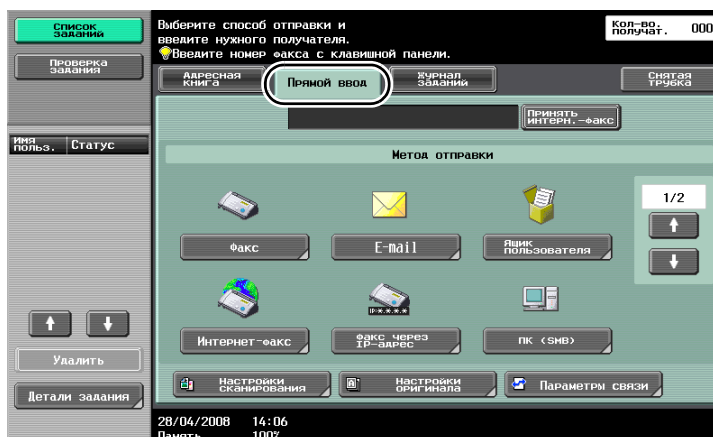 Список
заданий
Проверка
задания
Имя
польз.
Статус
Удалить
Детали задания
Выберите способ отправки и
введите нужного получателя.
Введите номер факса с клавишной панели.
Кол-во.
получат.
000
Адресная
книга
Прямой ввод
Журнал
заданий
Снятая
трубка
Принять
интерн.-факс
Метод отправки
Факс
E-mail
Ящик
пользователя
1/2
IP-*.*.*.*
Интернет-факс
Факс через
IP-адрес
ПК (SMB)
Настройки
сканирования
Настройки
оригинала
Параметры связи
28/04/2008 14:06
Память 100%